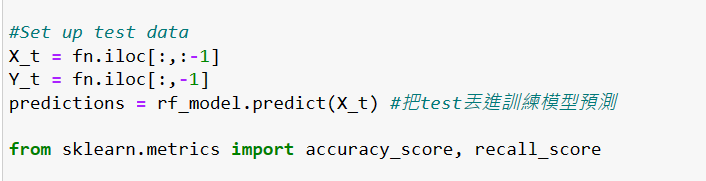 #Set up test data
X_t = fn.iloc[:,:-1]
Y_t = fn.iloc[:,-1]
predictions = rf_model.predict(X_t) #把test丟進訓練模型預測
from sklearn.metrics import accuracy_score, recall_score